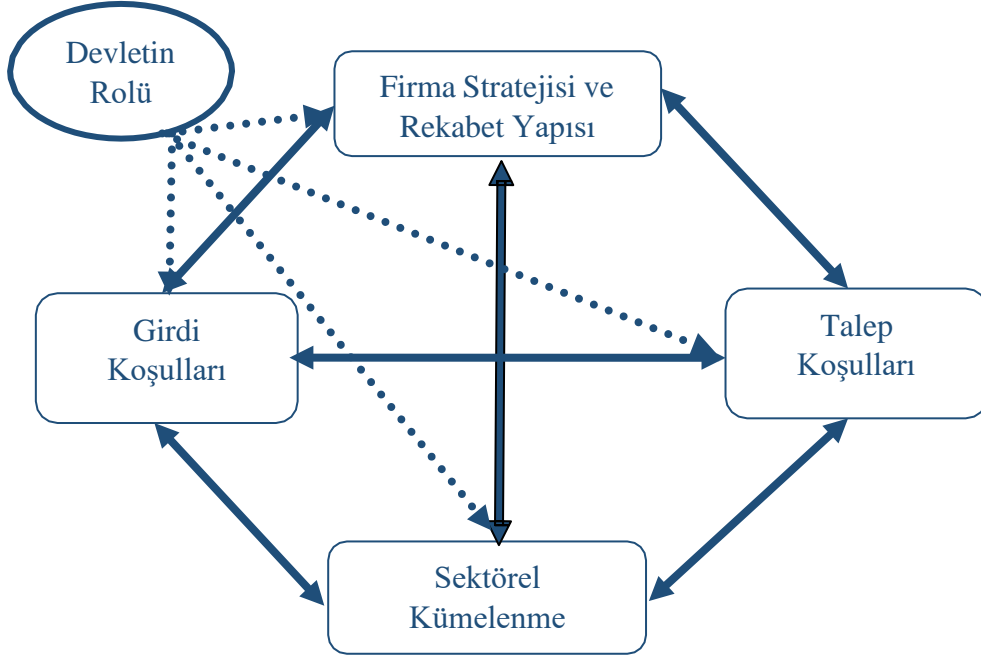 Devletin
Rolü
Firma Stratejisi ve
Rekabet Yapısı
Girdi
Koşulları
Talep
Koşulları
Sektörel
Kümelenme